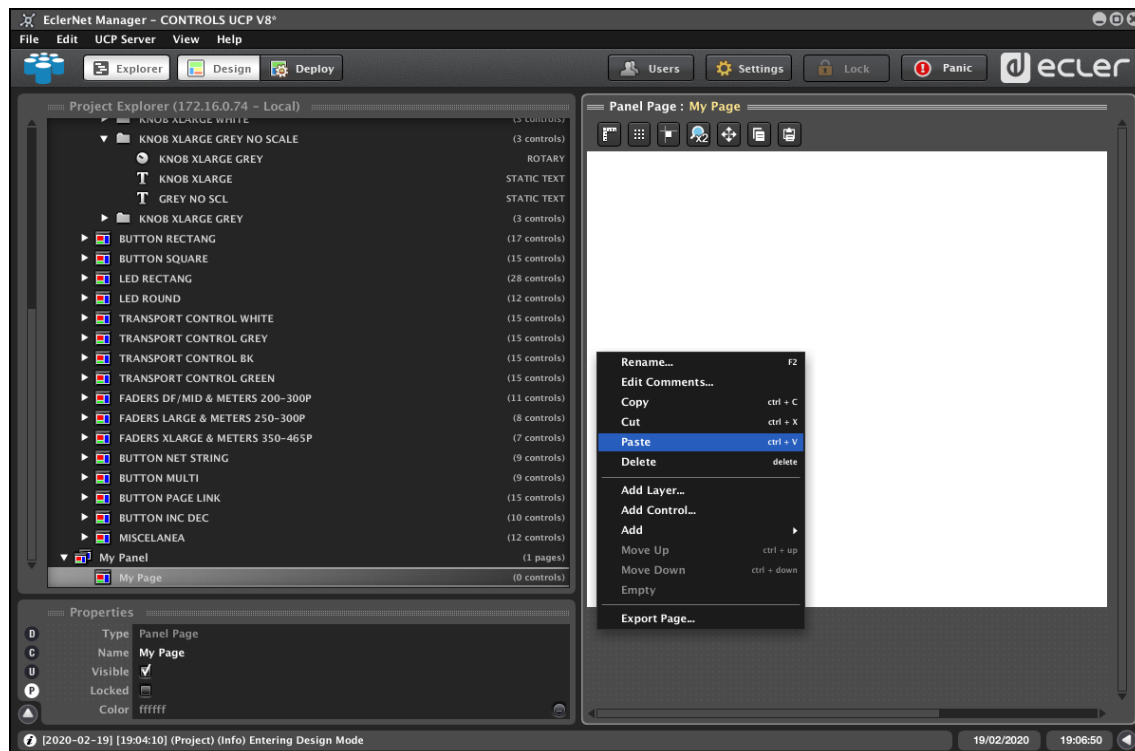 EclerNet Manager - CONTROLS UCP V8*
File Edit UCP Server View Help
Explorer Design Deploy Users Settings Lock Panic ecler
Project Explorer (172.16.0.74 - Local)
KNOB XLARGE WHITE (3 controls)
KNOB XLARGE GREY NO SCALE (3 controls)
KNOB XLARGE GREY ROTARY
T KNOB XLARGE STATIC TEXT
T GREY NO SCL STATIC TEXT
KNOB XLARGE GREY (3 controls)
BUTTON RECTANG (17 controls)
BUTTON SQUARE (15 controls)
LED RECTANG (28 controls)
LED ROUND (12 controls)
TRANSPORT CONTROL WHITE (15 controls)
TRANSPORT CONTROL GREY (15 controls)
TRANSPORT CONTROL BK (15 controls)
TRANSPORT CONTROL GREEN (15 controls)
FADERS DF/MID & METERS 200-300P (11 controls)
FADERS LARGE & METERS 250-300P (8 controls)
FADERS XLARGE & METERS 350-465P (7 controls)
BUTTON NET STRING (9 controls)
BUTTON MULTI (9 controls)
BUTTON PAGE LINK (15 controls)
BUTTON INC DEC (10 controls)
MISCELANEA (12 controls)
My Panel (1 pages)
My Page (0 controls)
Properties
D Type Panel Page
C Name My Page
U Visible
P Locked
Color ffffff
Panel Page : My Page
x2
Rename... F2
Edit Comments...
Copy ctrl + C
Cut ctrl + X
Paste ctrl + V
Delete delete
Add Layer...
Add Control...
Add
Move Up ctrl + up
Move Down ctrl + down
Empty
Export Page...
[2020-02-19] [19:04:10] (Project) (Info) Entering Design Mode 19/02/2020 19:06:50